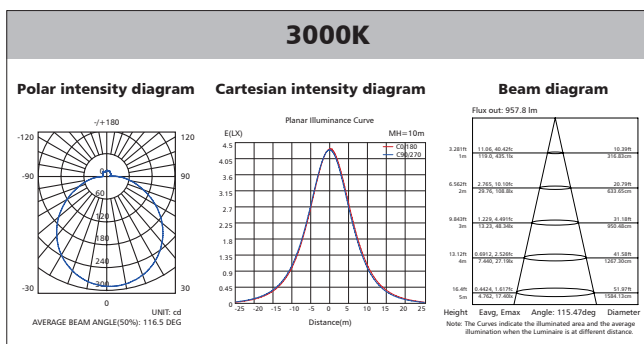 3000K
Polar intensity diagram
-/+180
-120
120
-90
90
0
60
120
180
240
300
-30
30
0
UNIT: cd
AVERAGE BEAM ANGLE(50%): 116.5 DEG
Cartesian intensity diagram
Planar Illuminance Curve
E(LX)
MH=10m
C0/180
C90/270
4.5
4.05
3.6
3.15
2.7
2.25
1.8
1.35
0.9
0.45
0
-25 -20 -15 -10 -5 0 5 10 15 20 25
Distance(m)
Beam diagram
Flux out: 957.8 lm
3.281ft 11.06, 40.42fc 10.39ft
1m 119.0, 435.1lx 316.83cm
6.562ft 2.765, 10.10fc 20.79ft
2m 29.76, 108.8lx 633.65cm
9.843ft 1.229, 4.491fc 31.18ft
3m 13.23, 48.34lx 950.48cm
13.12ft 0.6912, 2.526fc 41.58ft
4m 7.440, 27.19lx 1267.30cm
16.4ft 0.4424, 1.617fc 51.97ft
5m 4.762, 17.40lx 1584.13cm
Height Eavg, Emax Angle: 115.47deg Diameter
Note: The Curves indicate the illuminated area and the average
illumination when the Luminaire is at different distance.